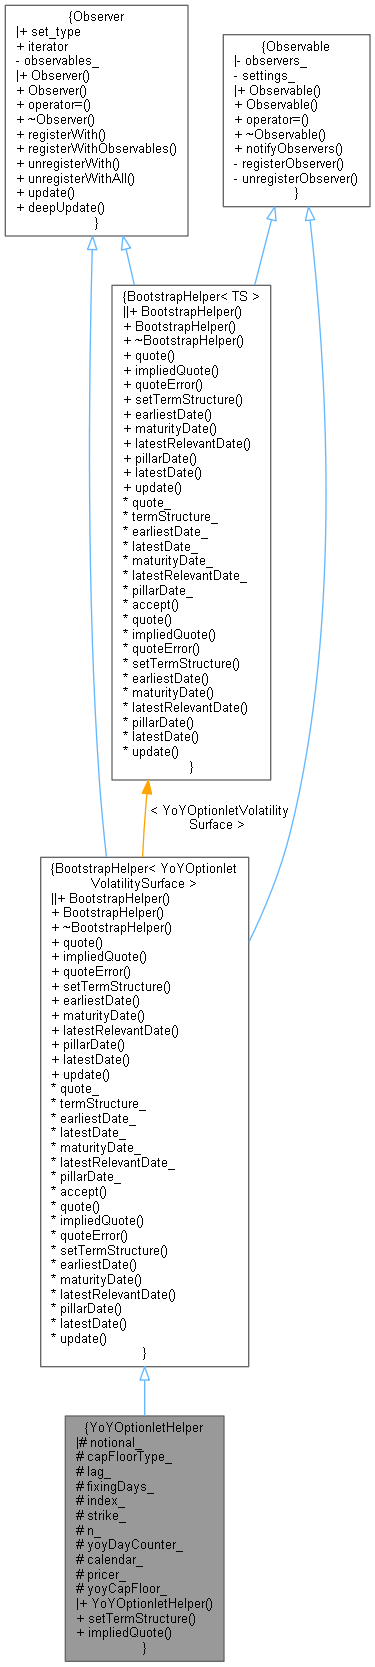 {Observer
|+ set_type
+ iterator
- observables_
|+ Observer()
+ Observer()
+ operator=()
+ ~Observer()
+ registerWith()
+ registerWithObservables()
+ unregisterWith()
+ unregisterWithAll()
+ update()
+ deepUpdate()
}
{Observable
|- observers_
- settings_
|+ Observable()
+ Observable()
+ operator=()
+ ~Observable()
+ notifyObservers()
- registerObserver()
- unregisterObserver()
}
{BootstrapHelper< TS >
||+ BootstrapHelper()
+ BootstrapHelper()
+ ~BootstrapHelper()
+ quote()
+ impliedQuote()
+ quoteError()
+ setTermStructure()
+ earliestDate()
+ maturityDate()
+ latestRelevantDate()
+ pillarDate()
+ latestDate()
+ update()
* quote_
* termStructure_
* earliestDate_
* latestDate_
* maturityDate_
* latestRelevantDate_
* pillarDate_
* accept()
* quote()
* impliedQuote()
* quoteError()
* setTermStructure()
* earliestDate()
* maturityDate()
* latestRelevantDate()
* pillarDate()
* latestDate()
* update()
}
< YoYOptionletVolatility
Surface >
{BootstrapHelper< YoYOptionlet
VolatilitySurface >
||+ BootstrapHelper()
+ BootstrapHelper()
+ ~BootstrapHelper()
+ quote()
+ impliedQuote()
+ quoteError()
+ setTermStructure()
+ earliestDate()
+ maturityDate()
+ latestRelevantDate()
+ pillarDate()
+ latestDate()
+ update()
* quote_
* termStructure_
* earliestDate_
* latestDate_
* maturityDate_
* latestRelevantDate_
* pillarDate_
* accept()
* quote()
* impliedQuote()
* quoteError()
* setTermStructure()
* earliestDate()
* maturityDate()
* latestRelevantDate()
* pillarDate()
* latestDate()
* update()
}
{YoYOptionletHelper
|# notional_
# capFloorType_
# lag_
# fixingDays_
# index_
# strike_
# n_
# yoyDayCounter_
# calendar_
# pricer_
# yoyCapFloor_
|+ YoYOptionletHelper()
+ setTermStructure()
+ impliedQuote()
}